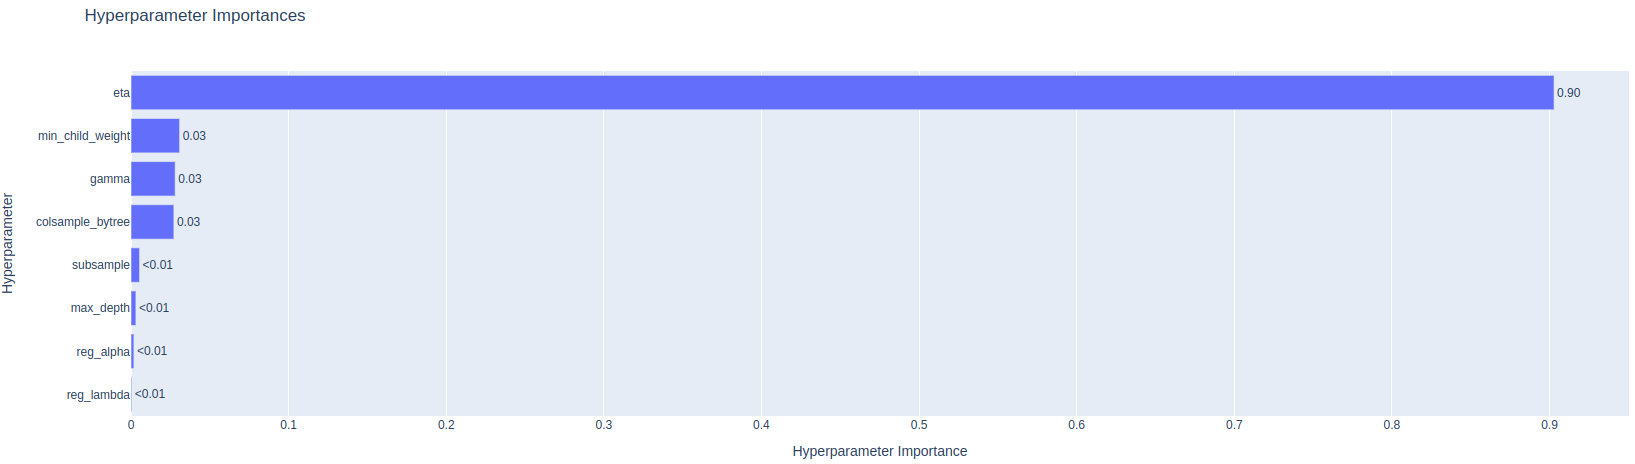 Hyperparameter Importances
Hyperparameter
eta 0.90
min_child_weight 0.03
gamma 0.03
colsample_bytree 0.03
subsample <0.01
max_depth <0.01
reg_alpha <0.01
reg_lambda <0.01
0 0.1 0.2 0.3 0.4 0.5 0.6 0.7 0.8 0.9
Hyperparameter Importance